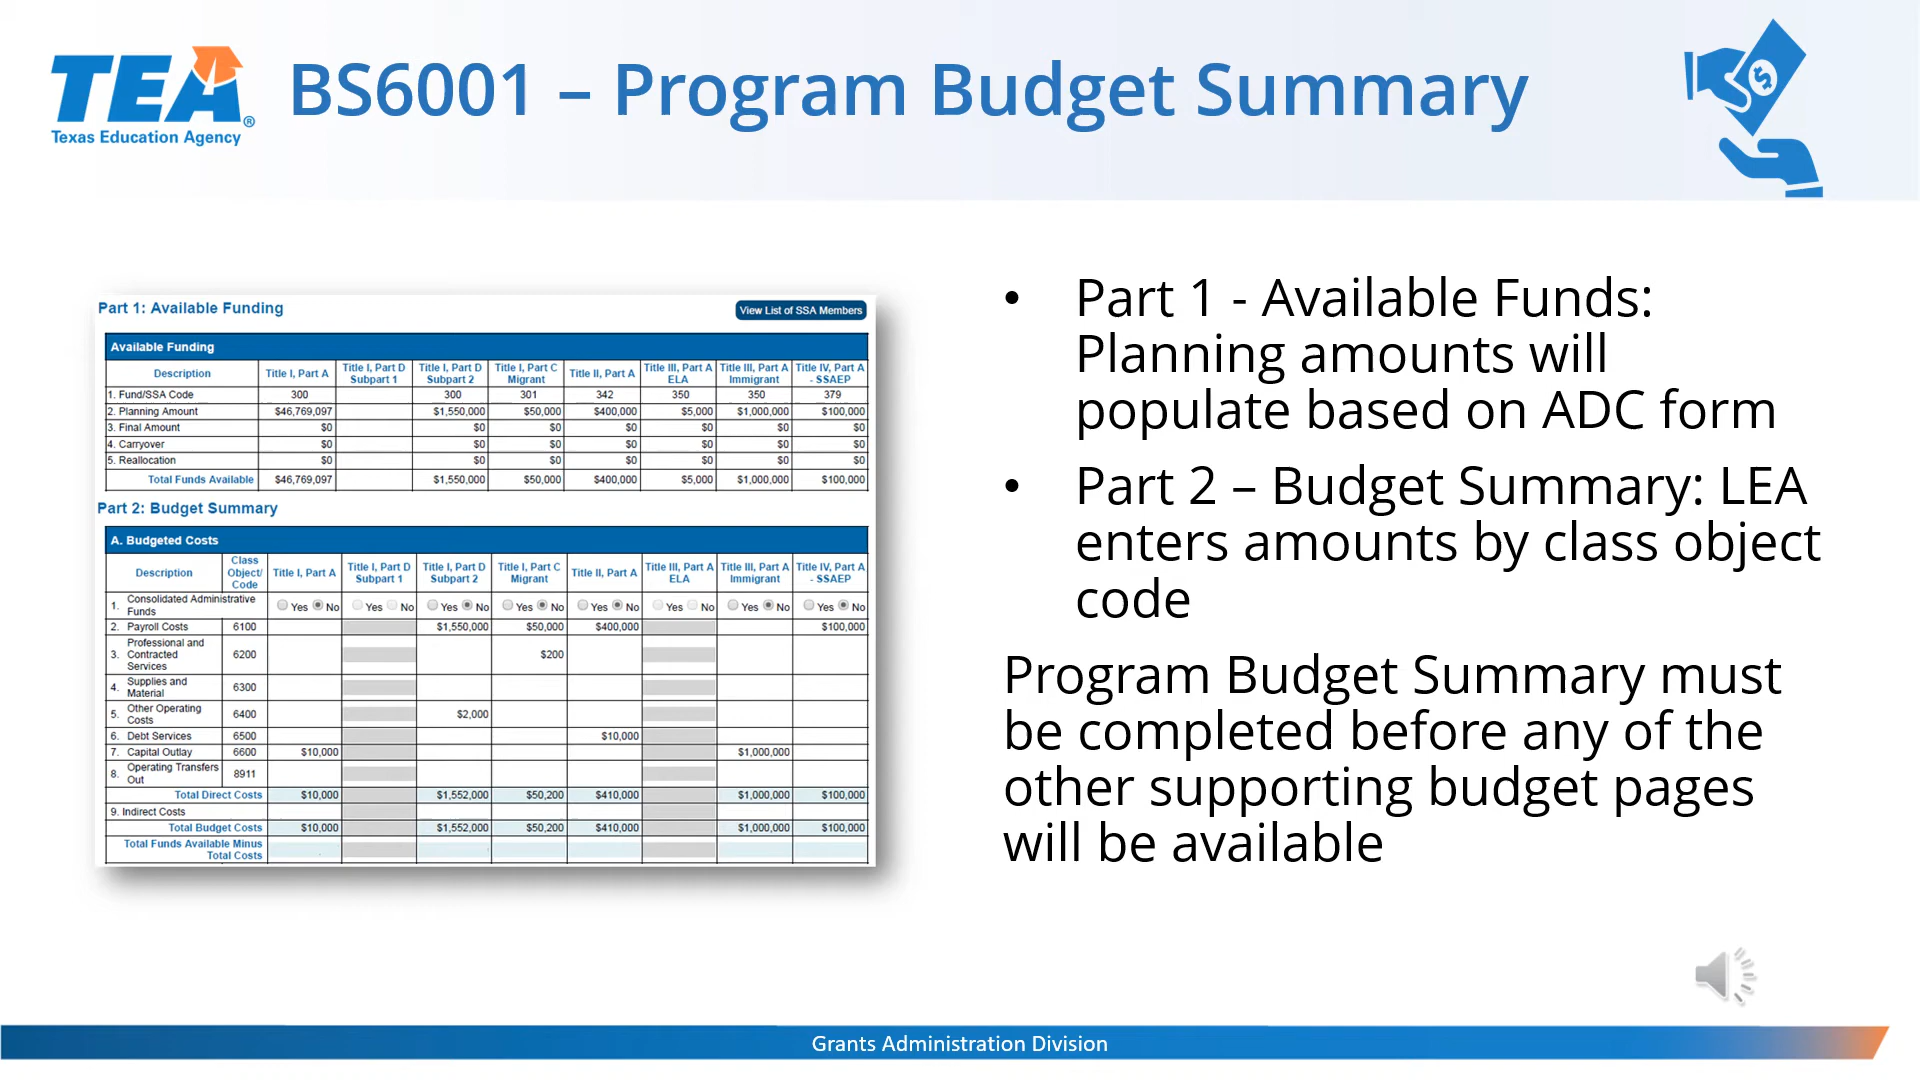 TEA®
Texas Education Agency
BS6001 – Program Budget Summary
Part 1: Available Funding
View List of SSA Members
Available Funding
Description Title I, Part A Title I, Part D Subpart 1 Title I, Part D Subpart 2 Title I, Part C Migrant Title II, Part A Title III, Part A ELA Title III, Part A Immigrant Title IV, Part A - SSAEP
1. Fund/SSA Code 300 300 301 342 350 350 379
2. Planning Amount $46,769,097 $1,550,000 $50,000 $400,000 $5,000 $1,000,000 $100,000
3. Final Amount $0 $0 $0 $0 $0 $0 $0
4. Carryover $0 $0 $0 $0 $0 $0 $0
5. Reallocation $0 $0 $0 $0 $0 $0 $0
Total Funds Available $46,769,097 $1,550,000 $50,000 $400,000 $5,000 $1,000,000 $100,000
Part 2: Budget Summary
A. Budgeted Costs
Description Class Object/ Code Title I, Part A Title I, Part D Subpart 1 Title I, Part D Subpart 2 Title I, Part C Migrant Title II, Part A Title III, Part A ELA Title III, Part A Immigrant Title IV, Part A - SSAEP
1. Consolidated Administrative Funds Yes No Yes No Yes No Yes No Yes No Yes No Yes No Yes No
2. Payroll Costs 6100 $1,550,000 $50,000 $400,000 $100,000
3. Professional and Contracted Services 6200 $200
4. Supplies and Material 6300
5. Other Operating Costs 6400 $2,000
6. Debt Services 6500 $10,000
7. Capital Outlay 6600 $10,000 $1,000,000
8. Operating Transfers Out 8911
Total Direct Costs $10,000 $1,552,000 $50,200 $410,000 $1,000,000 $100,000
9. Indirect Costs
Total Budget Costs $10,000 $1,552,000 $50,200 $410,000 $1,000,000 $100,000
Total Funds Available Minus Total Costs
• Part 1 - Available Funds:
Planning amounts will
populate based on ADC form
• Part 2 – Budget Summary: LEA
enters amounts by class object
code
Program Budget Summary must
be completed before any of the
other supporting budget pages
will be available
Grants Administration Division